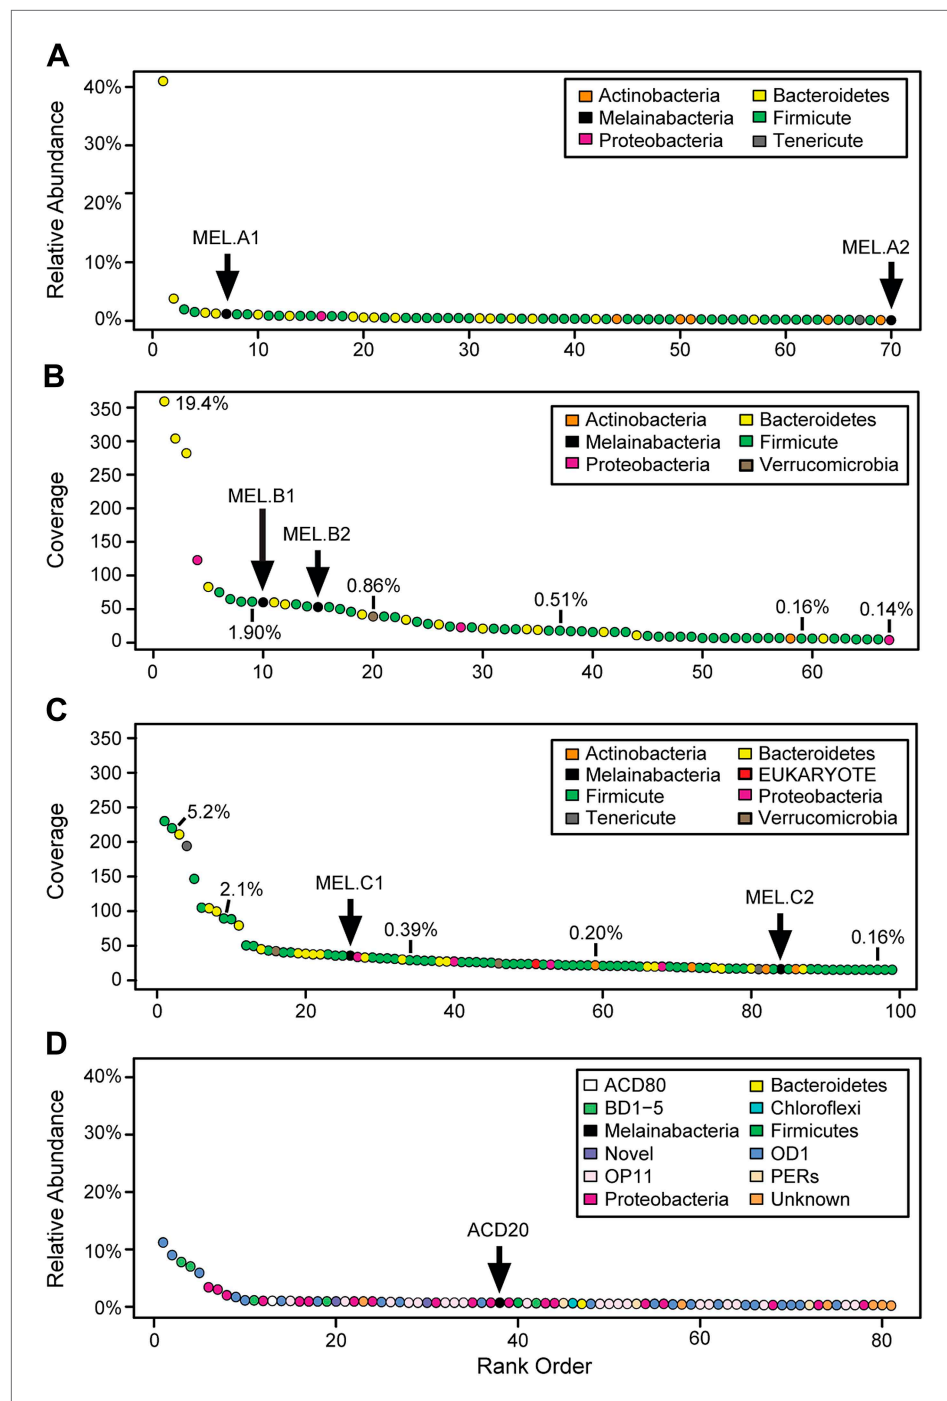 A
Relative Abundance
40%
30%
20%
10%
0%
Actinobacteria
Bacteroidetes
Melainabacteria
Firmicute
Proteobacteria
Tenericute
MEL.A1
MEL.A2
0 10 20 30 40 50 60 70
B
Coverage
350
300
250
200
150
100
50
0
19.4%
Actinobacteria
Bacteroidetes
Melainabacteria
Firmicute
Proteobacteria
Verrucomicrobia
MEL.B1
MEL.B2
0.86%
0.51%
0.16%
0.14%
1.90%
0 10 20 30 40 50 60
C
Coverage
350
300
250
200
150
100
50
0
Actinobacteria
Bacteroidetes
Melainabacteria
EUKARYOTE
Firmicute
Proteobacteria
Tenericute
Verrucomicrobia
5.2%
2.1%
MEL.C1
0.39%
0.20%
MEL.C2
0.16%
0 20 40 60 80 100
D
Relative Abundance
40%
30%
20%
10%
0%
ACD80
Bacteroidetes
BD1-5
Chloroflexi
Melainabacteria
Firmicutes
Novel
OD1
OP11
PERs
Proteobacteria
Unknown
ACD20
0 20 40 60 80
Rank Order